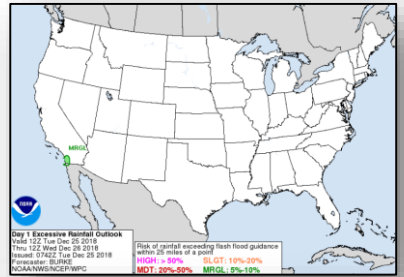 MRGL
noaa
Day 1 Excessive Rainfall Outlook
Valid 12Z Tue Dec 25 2018
Thru 12Z Wed Dec 26 2018
Issued: 0742Z Tue Dec 25 2018
Forecaster: BURKE
NOAA/NWS/NCEP/WPC
Risk of rainfall exceeding flash flood guidance
within 25 miles of a point
HIGH: > 50% SLGT: 10%-20%
MDT: 20%-50% MRGL: 5%-10%